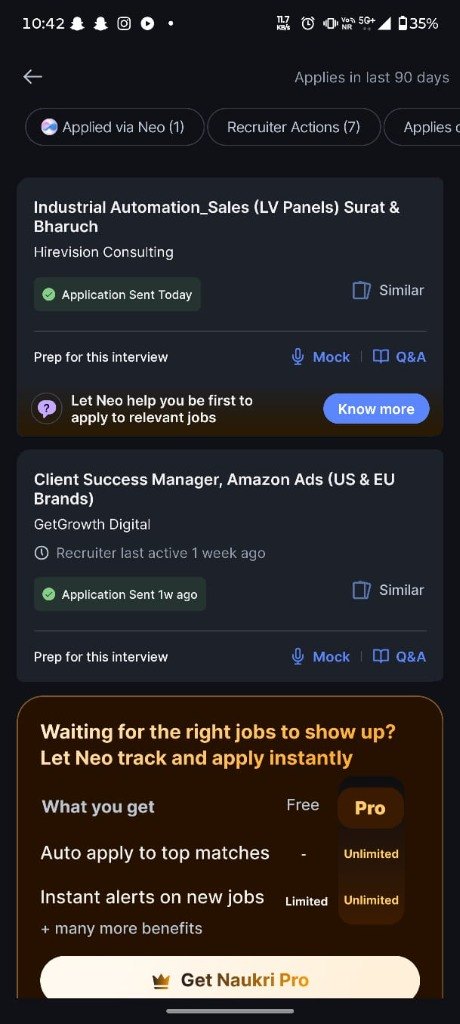 10:42
11.7 KB/s
5G+
35%
Applies in last 90 days
Applied via Neo (1)
Recruiter Actions (7)
Applies
Industrial Automation_Sales (LV Panels) Surat &
Bharuch
Hirevision Consulting
Application Sent Today
Similar
Prep for this interview
Mock
Q&A
Let Neo help you be first to
apply to relevant jobs
Know more
Client Success Manager, Amazon Ads (US & EU
Brands)
GetGrowth Digital
Recruiter last active 1 week ago
Application Sent 1w ago
Similar
Prep for this interview
Mock
Q&A
Waiting for the right jobs to show up?
Let Neo track and apply instantly
What you get
Free
Pro
Auto apply to top matches
-
Unlimited
Instant alerts on new jobs
Limited
Unlimited
+ many more benefits
Get Naukri Pro